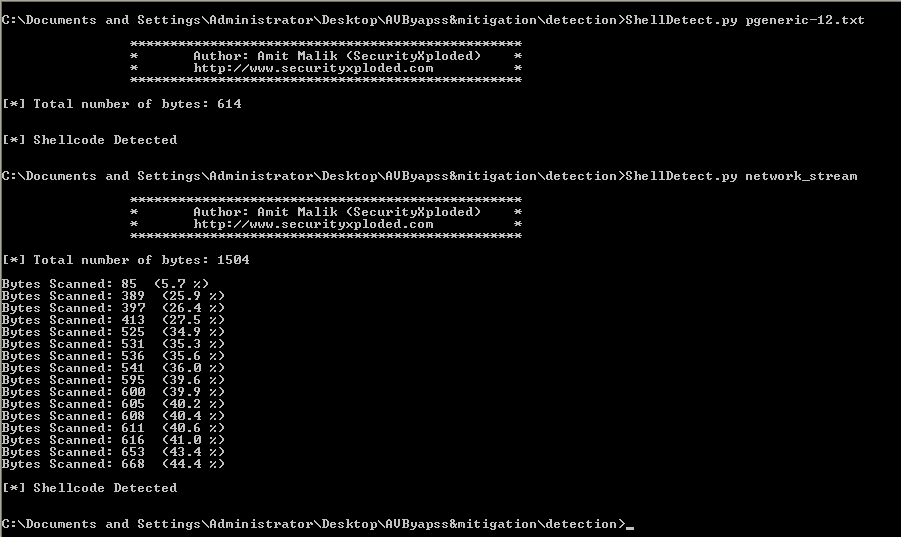 C:\Documents and Settings\Administrator\Desktop\AVByapss&mitigation\detection>ShellDetect.py pgeneric-12.txt
*************************************************
* Author: Amit Malik (SecurityXploded) *
* http://www.securityxploded.com *
*************************************************
[*] Total number of bytes: 614
[*] Shellcode Detected
C:\Documents and Settings\Administrator\Desktop\AVByapss&mitigation\detection>ShellDetect.py network_stream
*************************************************
* Author: Amit Malik (SecurityXploded) *
* http://www.securityxploded.com *
*************************************************
[*] Total number of bytes: 1504
Bytes Scanned: 85 (5.7 %)
Bytes Scanned: 389 (25.9 %)
Bytes Scanned: 397 (26.4 %)
Bytes Scanned: 413 (27.5 %)
Bytes Scanned: 525 (34.9 %)
Bytes Scanned: 531 (35.3 %)
Bytes Scanned: 536 (35.6 %)
Bytes Scanned: 541 (36.0 %)
Bytes Scanned: 595 (39.6 %)
Bytes Scanned: 600 (39.9 %)
Bytes Scanned: 605 (40.2 %)
Bytes Scanned: 608 (40.4 %)
Bytes Scanned: 611 (40.6 %)
Bytes Scanned: 616 (41.0 %)
Bytes Scanned: 653 (43.4 %)
Bytes Scanned: 668 (44.4 %)
[*] Shellcode Detected
C:\Documents and Settings\Administrator\Desktop\AVByapss&mitigation\detection>_